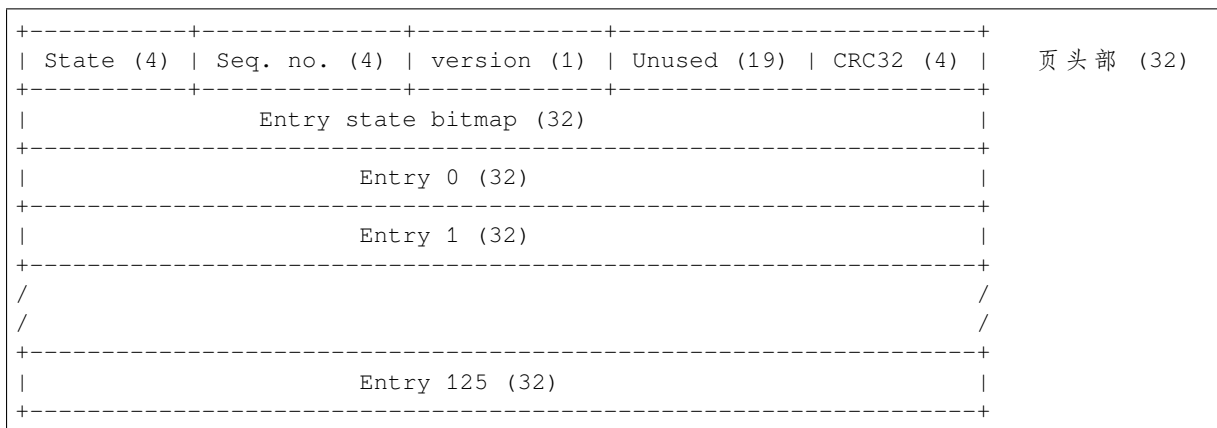 +-----------+--------------+-------------+-------------------------+
| State (4) | Seq. no. (4) | version (1) | Unused (19) | CRC32 (4) | 页头部 (32)
+-----------+--------------+-------------+-------------------------+
| Entry state bitmap (32) |
+------------------------------------------------------------------+
| Entry 0 (32) |
+------------------------------------------------------------------+
| Entry 1 (32) |
+------------------------------------------------------------------+
/ /
/ /
+------------------------------------------------------------------+
| Entry 125 (32) |
+------------------------------------------------------------------+